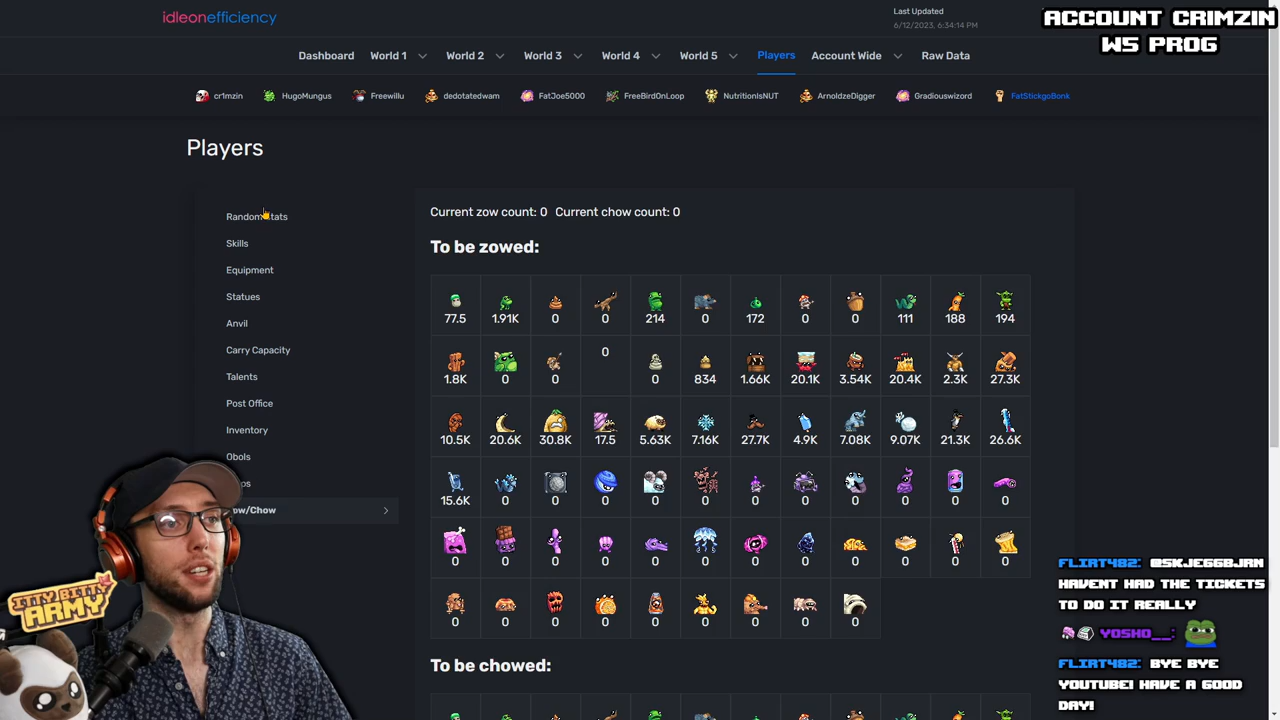 idleonefficiency
Last Updated
6/12/2023, 6:34:14 PM
ACCOUNT CRIMZIN
W5 PROG
Dashboard World 1 World 2 World 3 World 4 World 5 Players Account Wide Raw Data
cr1mzin HugoMungus Freewillu dedotatedwam FatJoe5000 FreeBirdOnLoop NutritionIsNUT ArnoldzeDigger Gradiouswizord FatStickgoBonk
Players
Random Stats
Skills
Equipment
Statues
Anvil
Carry Capacity
Talents
Post Office
Inventory
Obols
Current zow count: 0 Current chow count: 0
To be zowed:
77.5 1.91K 0 0 214 0 172 0 0 111 188 194
1.8K 0 0 0 0 834 1.66K 20.1K 3.54K 20.4K 2.3K 27.3K
10.5K 20.6K 30.8K 17.5 5.63K 7.16K 27.7K 4.9K 7.08K 9.07K 21.3K 26.6K
15.6K 0 0 0 0 0 0 0 0 0 0 0
0 0 0 0 0 0 0 0 0 0 0 0
0 0 0 0 0 0 0 0 0
To be chowed:
ITTY BITTY
ARMY
FLIRT482: @SKJEGGBJRN
HAVENT HAD THE TICKETS
TO DO IT REALLY
YOSHO__:
FLIRT482: BYE BYE
YOUTUBE! HAVE A GOOD
DAY!